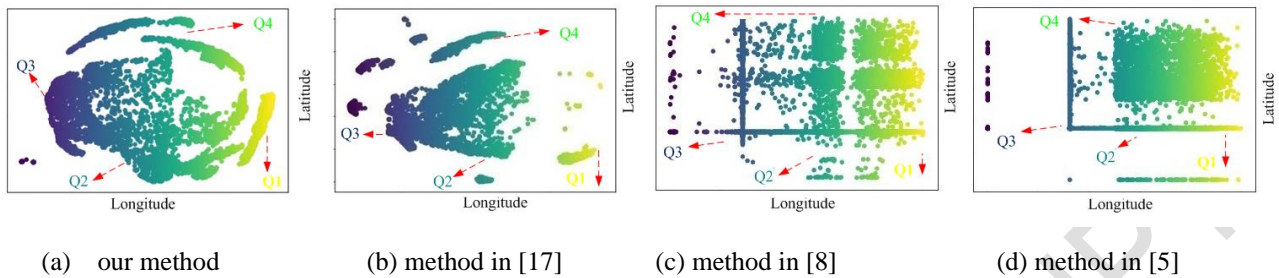 Q4
Q3
Q2
Q1
Longitude
Latitude
(a) our method
Q4
Q3
Q2
Q1
Longitude
Latitude
(b) method in [17]
Q4
Q3
Q2
Q1
Longitude
Latitude
(c) method in [8]
Q4
Q3
Q2
Q1
Longitude
Latitude
(d) method in [5]